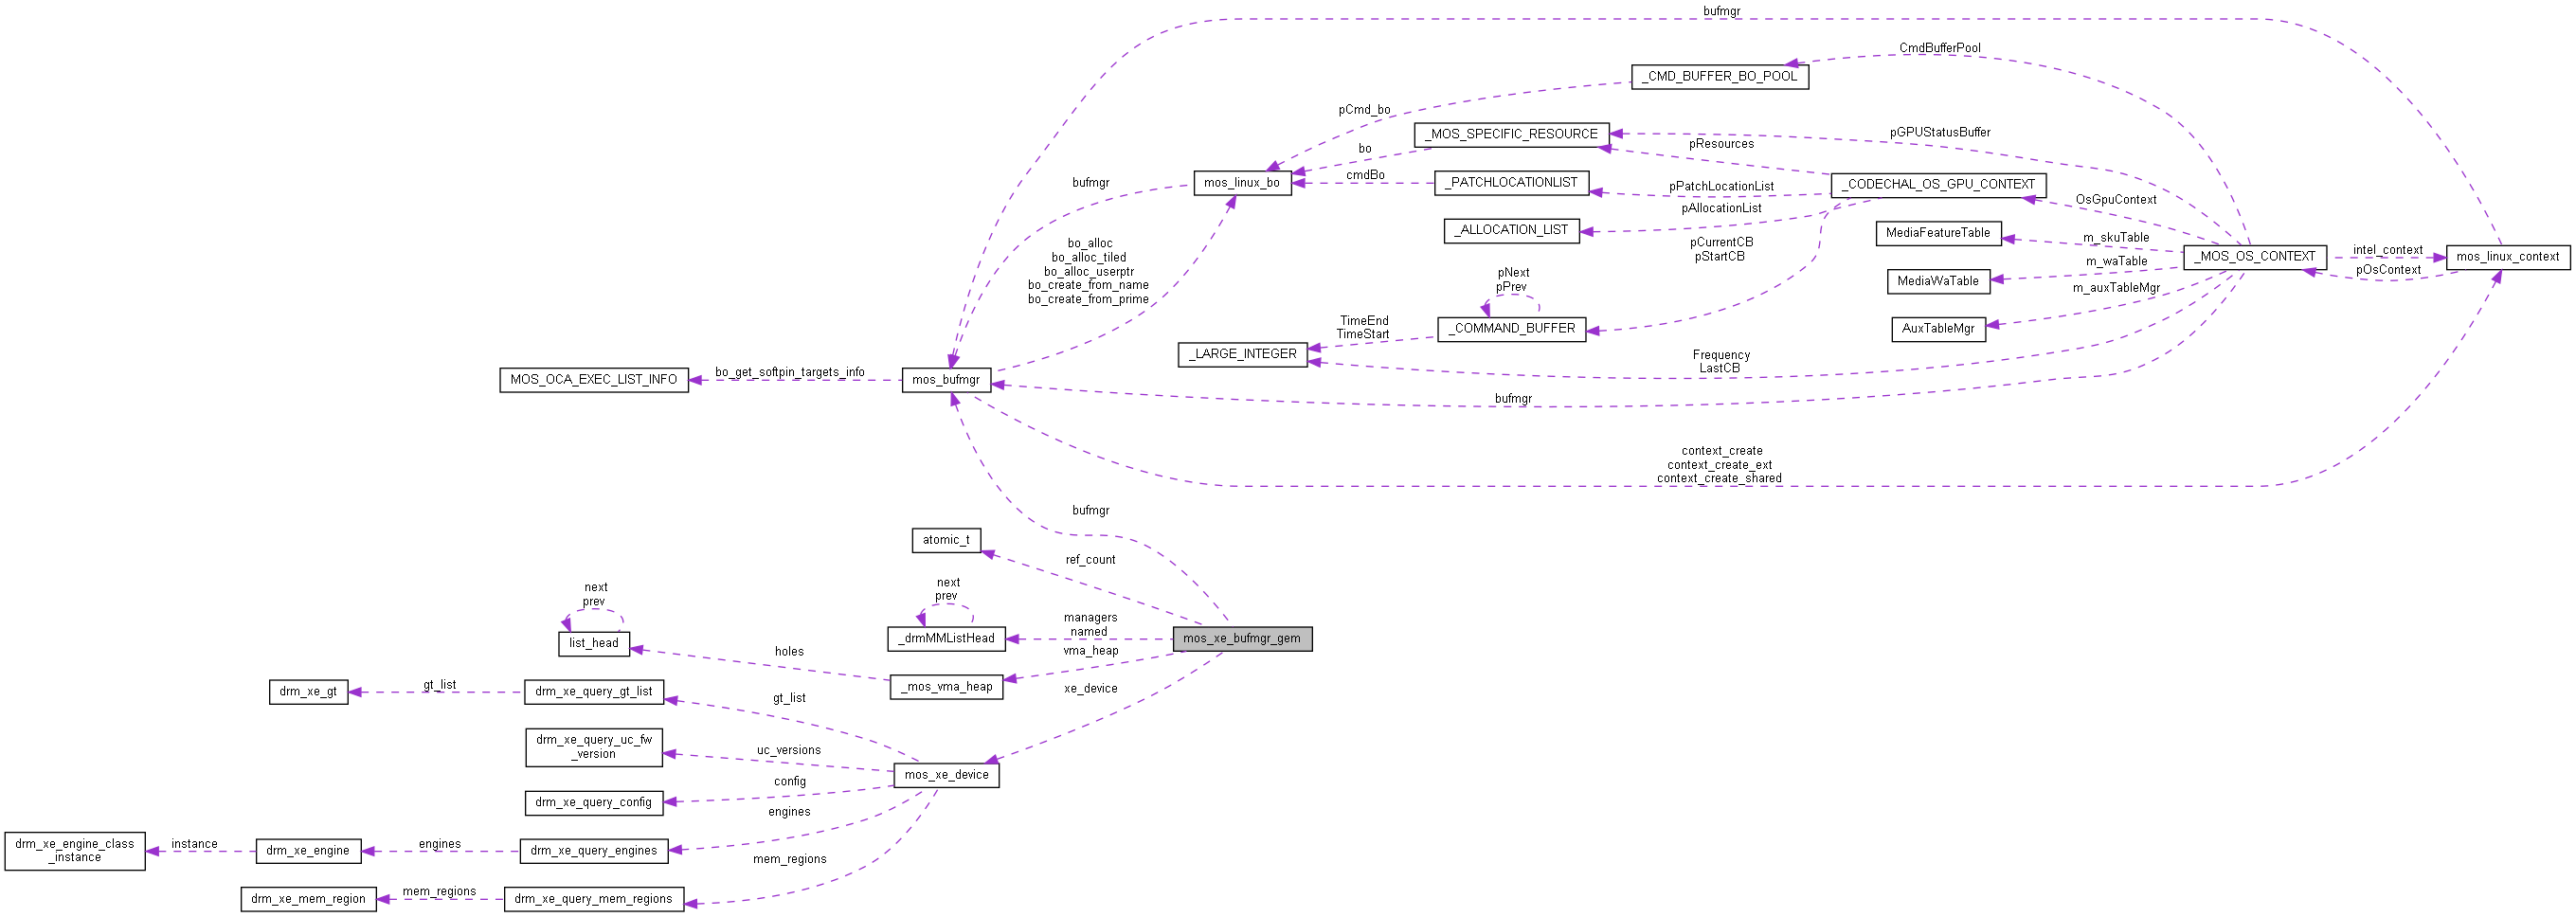 bufmgr
CmdBufferPool
_CMD_BUFFER_BO_POOL
pCmd_bo
_MOS_SPECIFIC_RESOURCE
pGPUStatusBuffer
pResources
bo
mos_linux_bo
cmdBo
_PATCHLOCATIONLIST
pPatchLocationList
_CODECHAL_OS_GPU_CONTEXT
bufmgr
OsGpuContext
pAllocationList
_ALLOCATION_LIST
MediaFeatureTable
m_skuTable
bo_alloc
bo_alloc_tiled
bo_alloc_userptr
bo_create_from_name
bo_create_from_prime
pCurrentCB
pStartCB
_MOS_OS_CONTEXT
intel_context
pOsContext
mos_linux_context
m_waTable
MediaWaTable
m_auxTableMgr
pNext
pPrev
AuxTableMgr
_COMMAND_BUFFER
TimeEnd
TimeStart
_LARGE_INTEGER
Frequency
LastCB
MOS_OCA_EXEC_LIST_INFO
bo_get_softpin_targets_info
mos_bufmgr
bufmgr
context_create
context_create_ext
context_create_shared
bufmgr
atomic_t
ref_count
next
prev
list_head
next
prev
_drmMMListHead
managers
named
mos_xe_bufmgr_gem
holes
vma_heap
_mos_vma_heap
xe_device
drm_xe_gt
gt_list
drm_xe_query_gt_list
gt_list
drm_xe_query_uc_fw
_version
uc_versions
mos_xe_device
config
drm_xe_query_config
engines
drm_xe_engine_class
_instance
instance
drm_xe_engine
engines
drm_xe_query_engines
mem_regions
drm_xe_mem_region
mem_regions
drm_xe_query_mem_regions